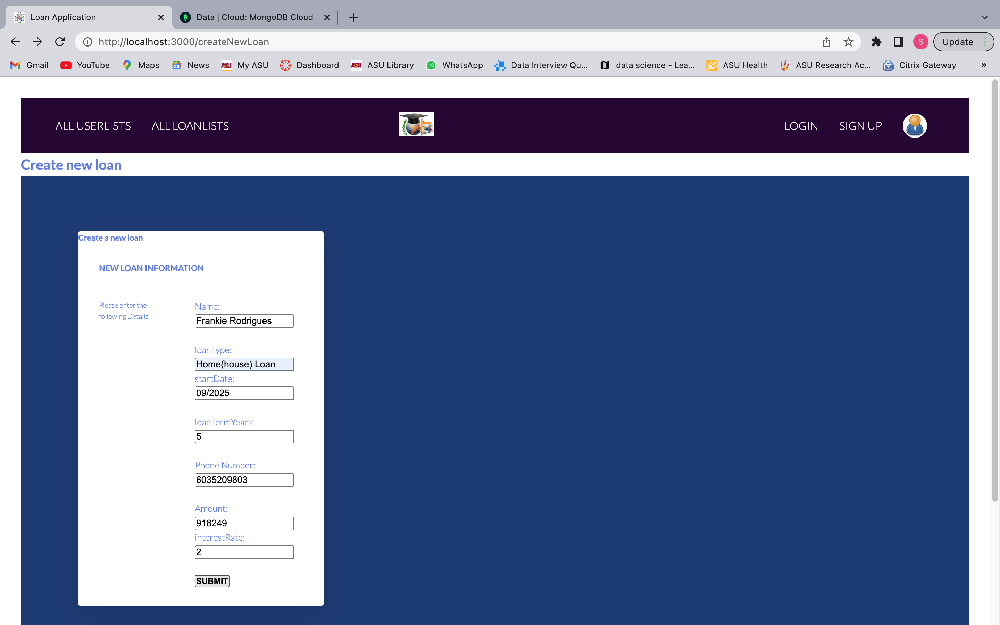 Loan Application
Data | Cloud: MongoDB Cloud
http://localhost:3000/createNewLoan
S
Update
Gmail
YouTube
Maps
GE
News
ASU
My ASU
Dashboard
ASU
ASU Library
10
WhatsApp
Data Interview Qu...
data science - Lea...
ASU Health
ASU Research Ac...
Citrix Gateway
»
ALL USERLISTS
ALL LOANLISTS
LOGIN
SIGN UP
Create new loan
Create a new loan
NEW LOAN INFORMATION
Please enter the
following Details
Name:
Frankie Rodrigues
loanType:
Home(house) Loan
startDate:
09/2025
loanTermYears:
5
Phone Number:
6035209803
Amount:
918249
interestRate:
2
SUBMIT